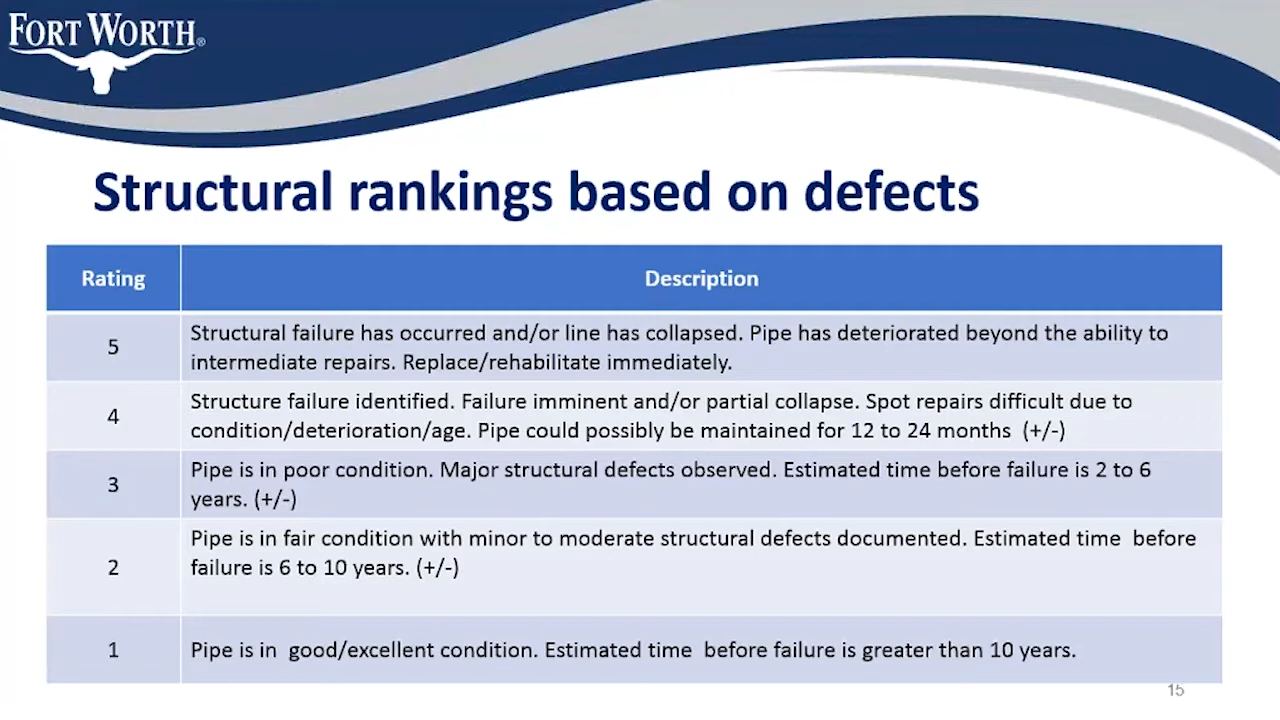 FORT WORTH®
Structural rankings based on defects
Rating
Description
5
Structural failure has occurred and/or line has collapsed. Pipe has deteriorated beyond the ability to
intermediate repairs. Replace/rehabilitate immediately.
4
Structure failure identified. Failure imminent and/or partial collapse. Spot repairs difficult due to
condition/deterioration/age. Pipe could possibly be maintained for 12 to 24 months (+/-)
3
Pipe is in poor condition. Major structural defects observed. Estimated time before failure is 2 to 6
years. (+/-)
2
Pipe is in fair condition with minor to moderate structural defects documented. Estimated time before
failure is 6 to 10 years. (+/-)
1
Pipe is in good/excellent condition. Estimated time before failure is greater than 10 years.
15